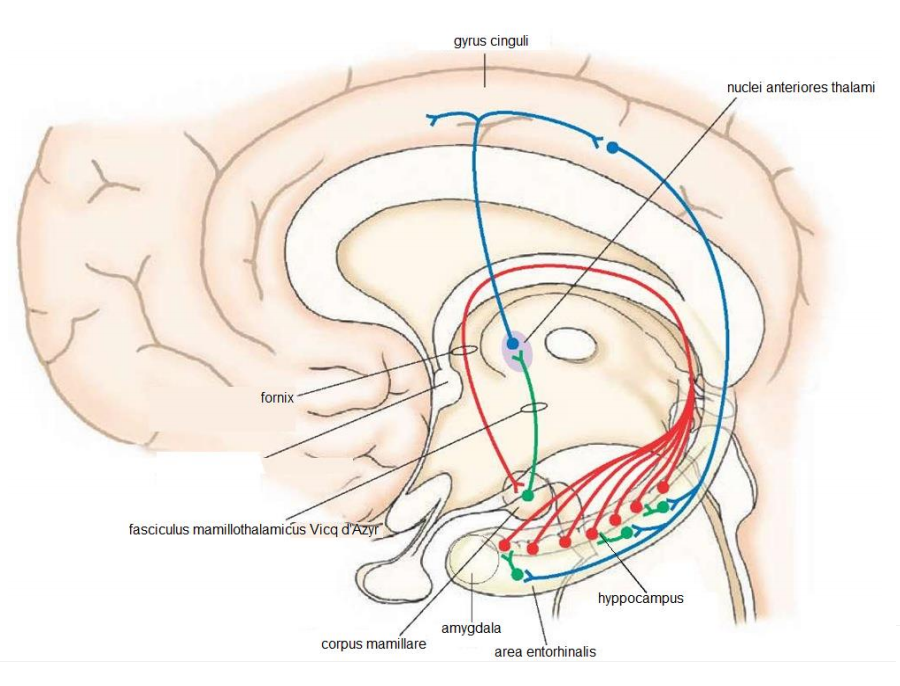 gyrus cinguli
nuclei anteriores thalami
fornix
fasciculus mamillothalamicus Vicq d'Azyr
hyppocampus
amygdala
corpus mamillare
area entorhinalis